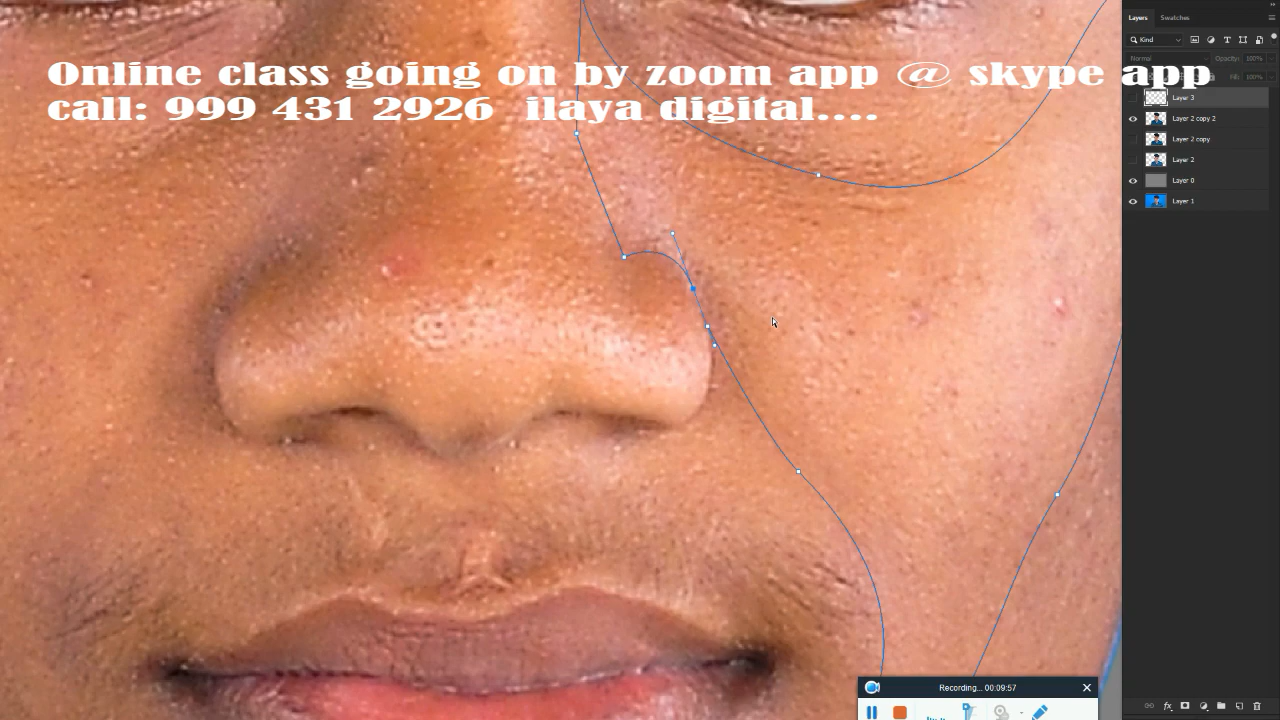 Layers Swatches
Kind
Normal Opacity: 100%
Fill: 100%
Online class going on by zoom app @ skype app
call: 999 431 2926 ilaya digital....
Layer 3
Layer 2 copy 2
Layer 2 copy
Layer 2
Layer 0
Layer 1
Recording... 00:09:57